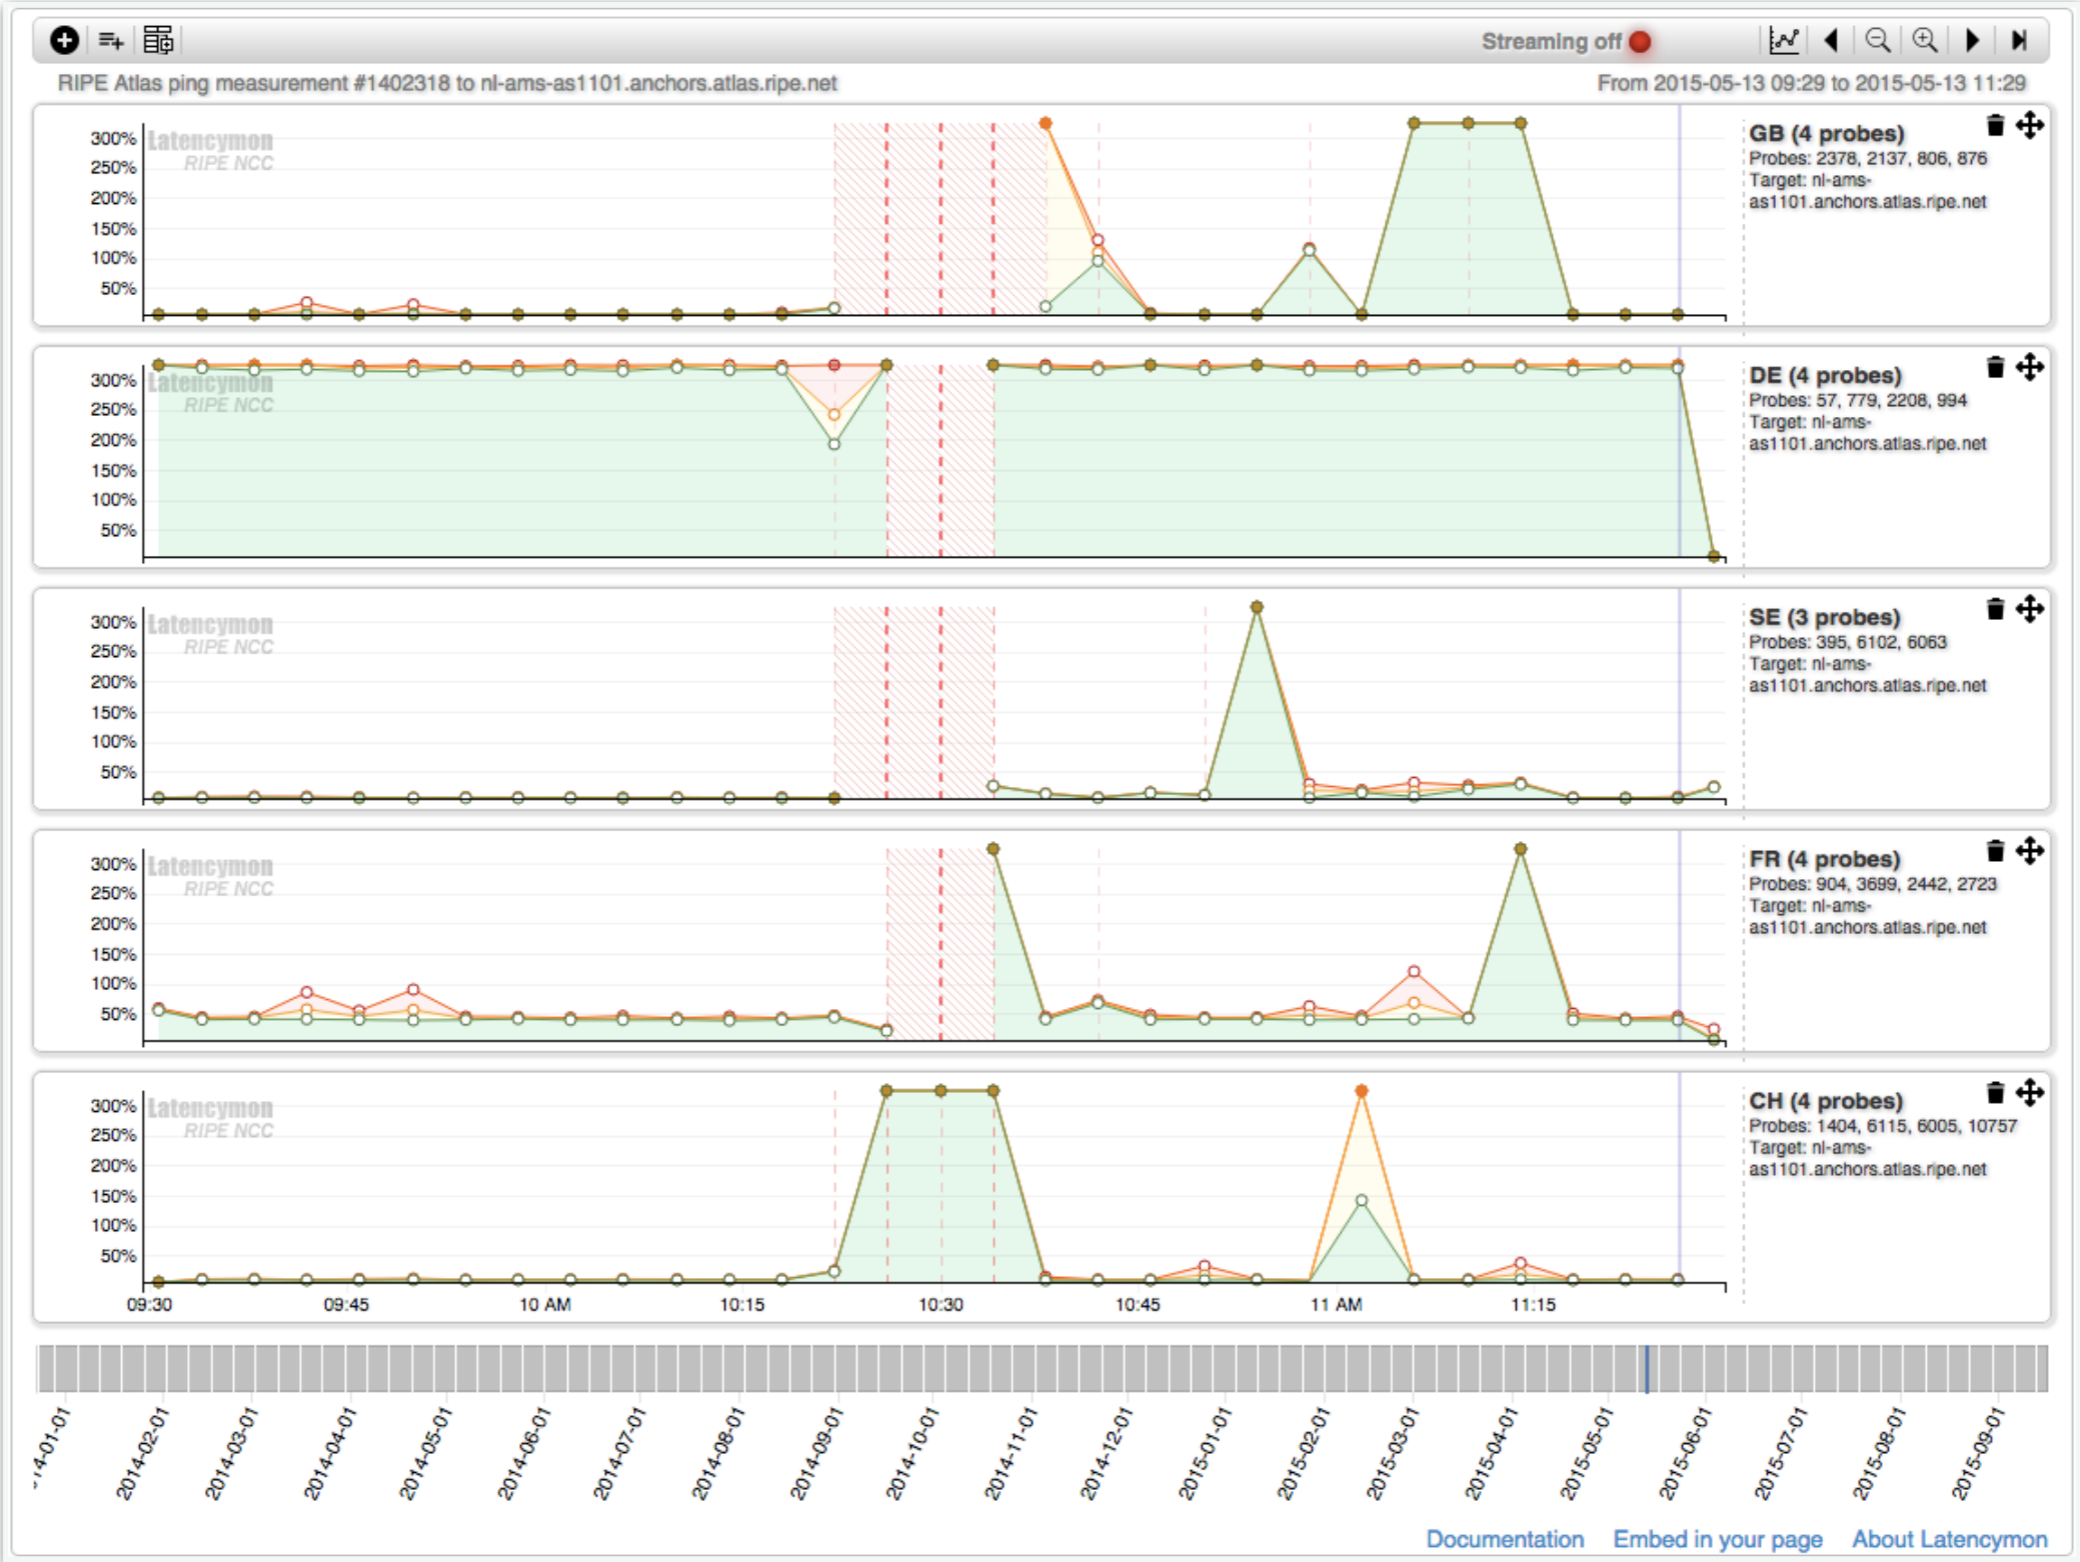 Streaming off
RIPE Atlas ping measurement #1402318 to nl-ams-as1101.anchors.atlas.ripe.net
From 2015-05-13 09:29 to 2015-05-13 11:29
300%
250%
200%
150%
100%
50%
Latencymon
RIPE NCC
GB (4 probes)
Probes: 2378, 2137, 806, 876
Target: nl-ams-
as1101.anchors.atlas.ripe.net
300%
250%
200%
150%
100%
50%
Latencymon
RIPE NCC
DE (4 probes)
Probes: 57, 779, 2208, 994
Target: nl-ams-
as1101.anchors.atlas.ripe.net
300%
250%
200%
150%
100%
50%
Latencymon
RIPE NCC
SE (3 probes)
Probes: 395, 6102, 6063
Target: nl-ams-
as1101.anchors.atlas.ripe.net
300%
250%
200%
150%
100%
50%
Latencymon
RIPE NCC
FR (4 probes)
Probes: 904, 3699, 2442, 2723
Target: nl-ams-
as1101.anchors.atlas.ripe.net
300%
250%
200%
150%
100%
50%
Latencymon
RIPE NCC
CH (4 probes)
Probes: 1404, 6115, 6005, 10757
Target: nl-ams-
as1101.anchors.atlas.ripe.net
09:30 09:45 10 AM 10:15 10:30 10:45 11 AM 11:15
14-01-01 2014-02-01 2014-03-01 2014-04-01 2014-05-01 2014-06-01 2014-07-01 2014-08-01 2014-09-01 2014-10-01 2014-11-01 2014-12-01 2015-01-01 2015-02-01 2015-03-01 2015-04-01 2015-05-01 2015-06-01 2015-07-01 2015-08-01 2015-09-01
Documentation Embed in your page About Latencymon